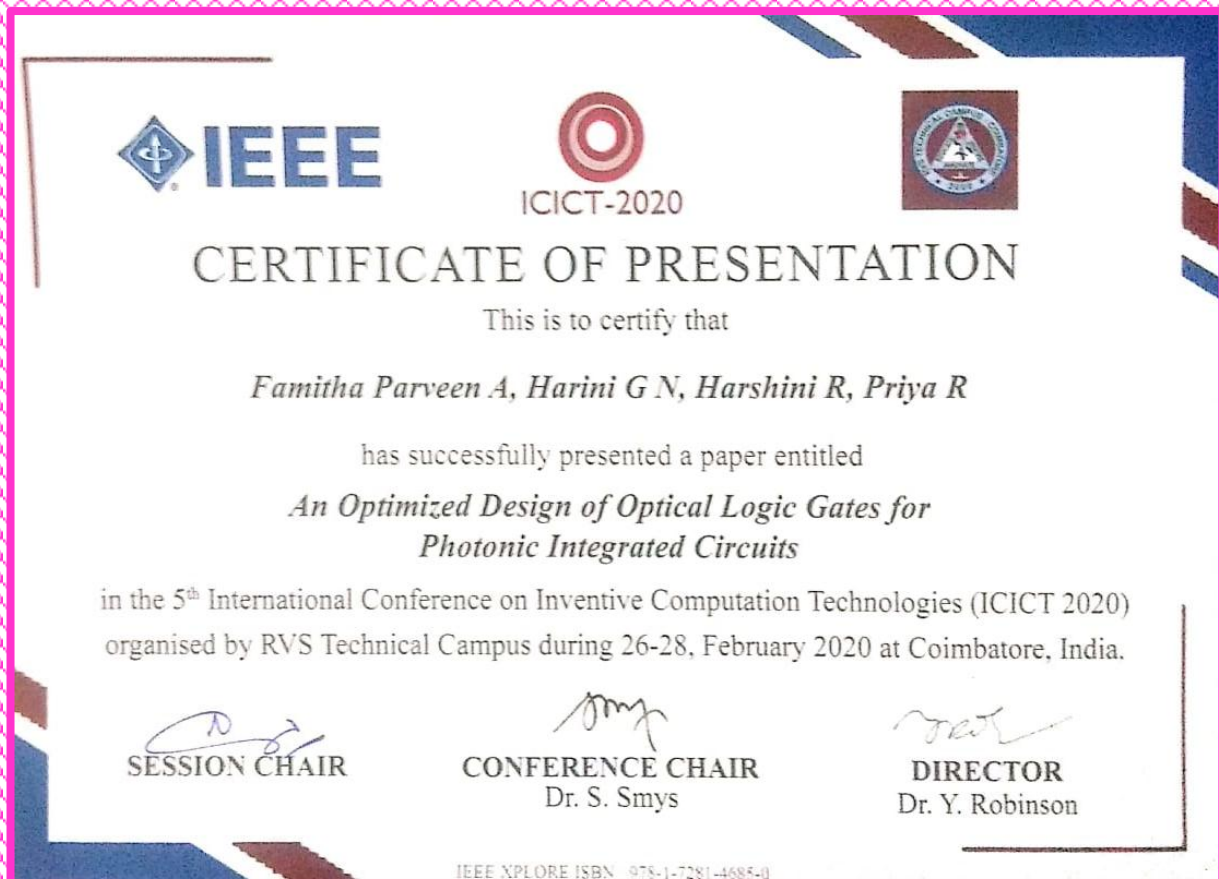 IEEE
ICICT-2020
CERTIFICATE OF PRESENTATION
This is to certify that
Famitha Parveen A, Harini G N, Harshini R, Priya R
has successfully presented a paper entitled
An Optimized Design of Optical Logic Gates for
Photonic Integrated Circuits
in the 5th International Conference on Inventive Computation Technologies (ICICT 2020)
organised by RVS Technical Campus during 26-28, February 2020 at Coimbatore, India.
SESSION CHAIR
CONFERENCE CHAIR
Dr. S. Smys
DIRECTOR
Dr. Y. Robinson
IEEE XPLORE ISBN 978-1-7281-4685-0